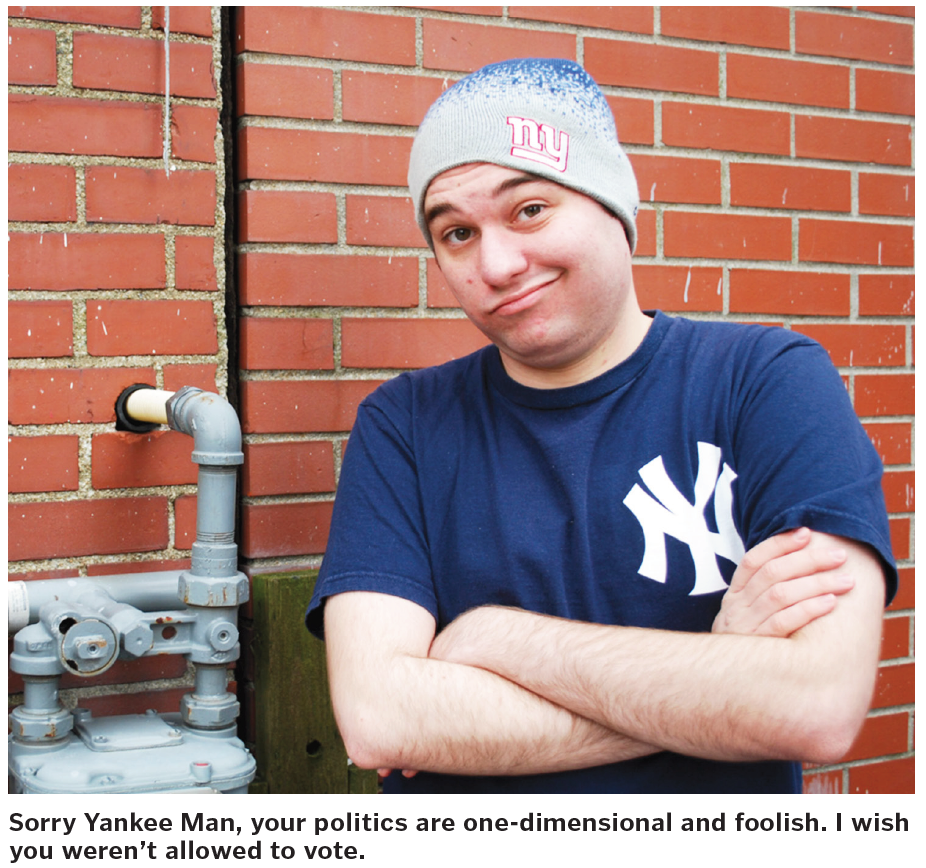 ny
NY
Sorry Yankee Man, your politics are one-dimensional and foolish. I wish
you weren’t allowed to vote.